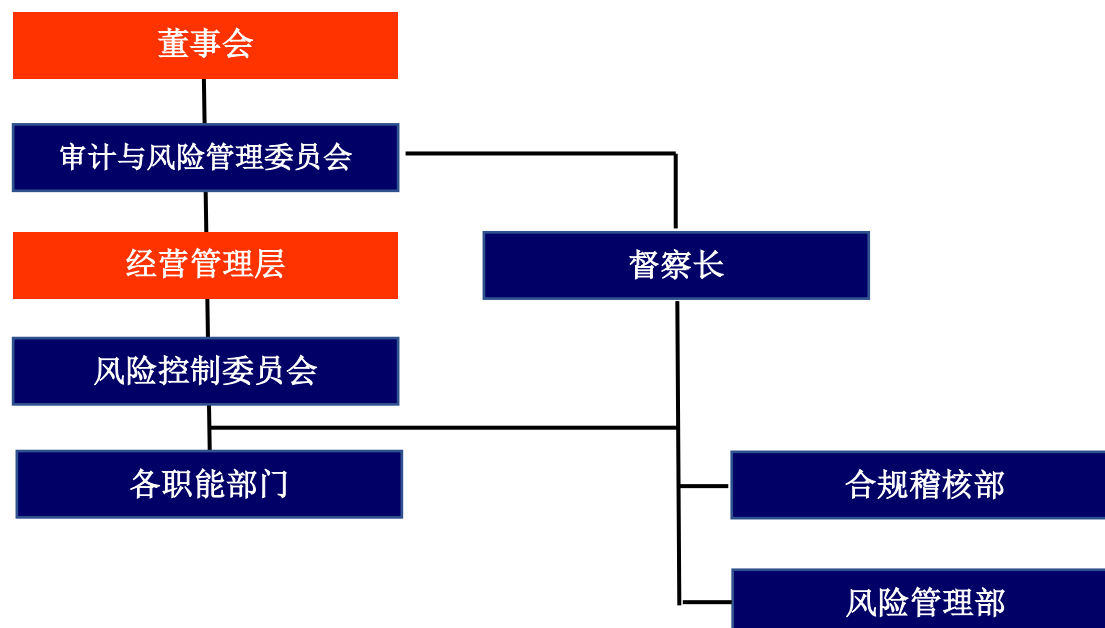 董事会
审计与风险管理委员会
经营管理层
督察长
风险控制委员会
各职能部门
合规稽核部
风险管理部